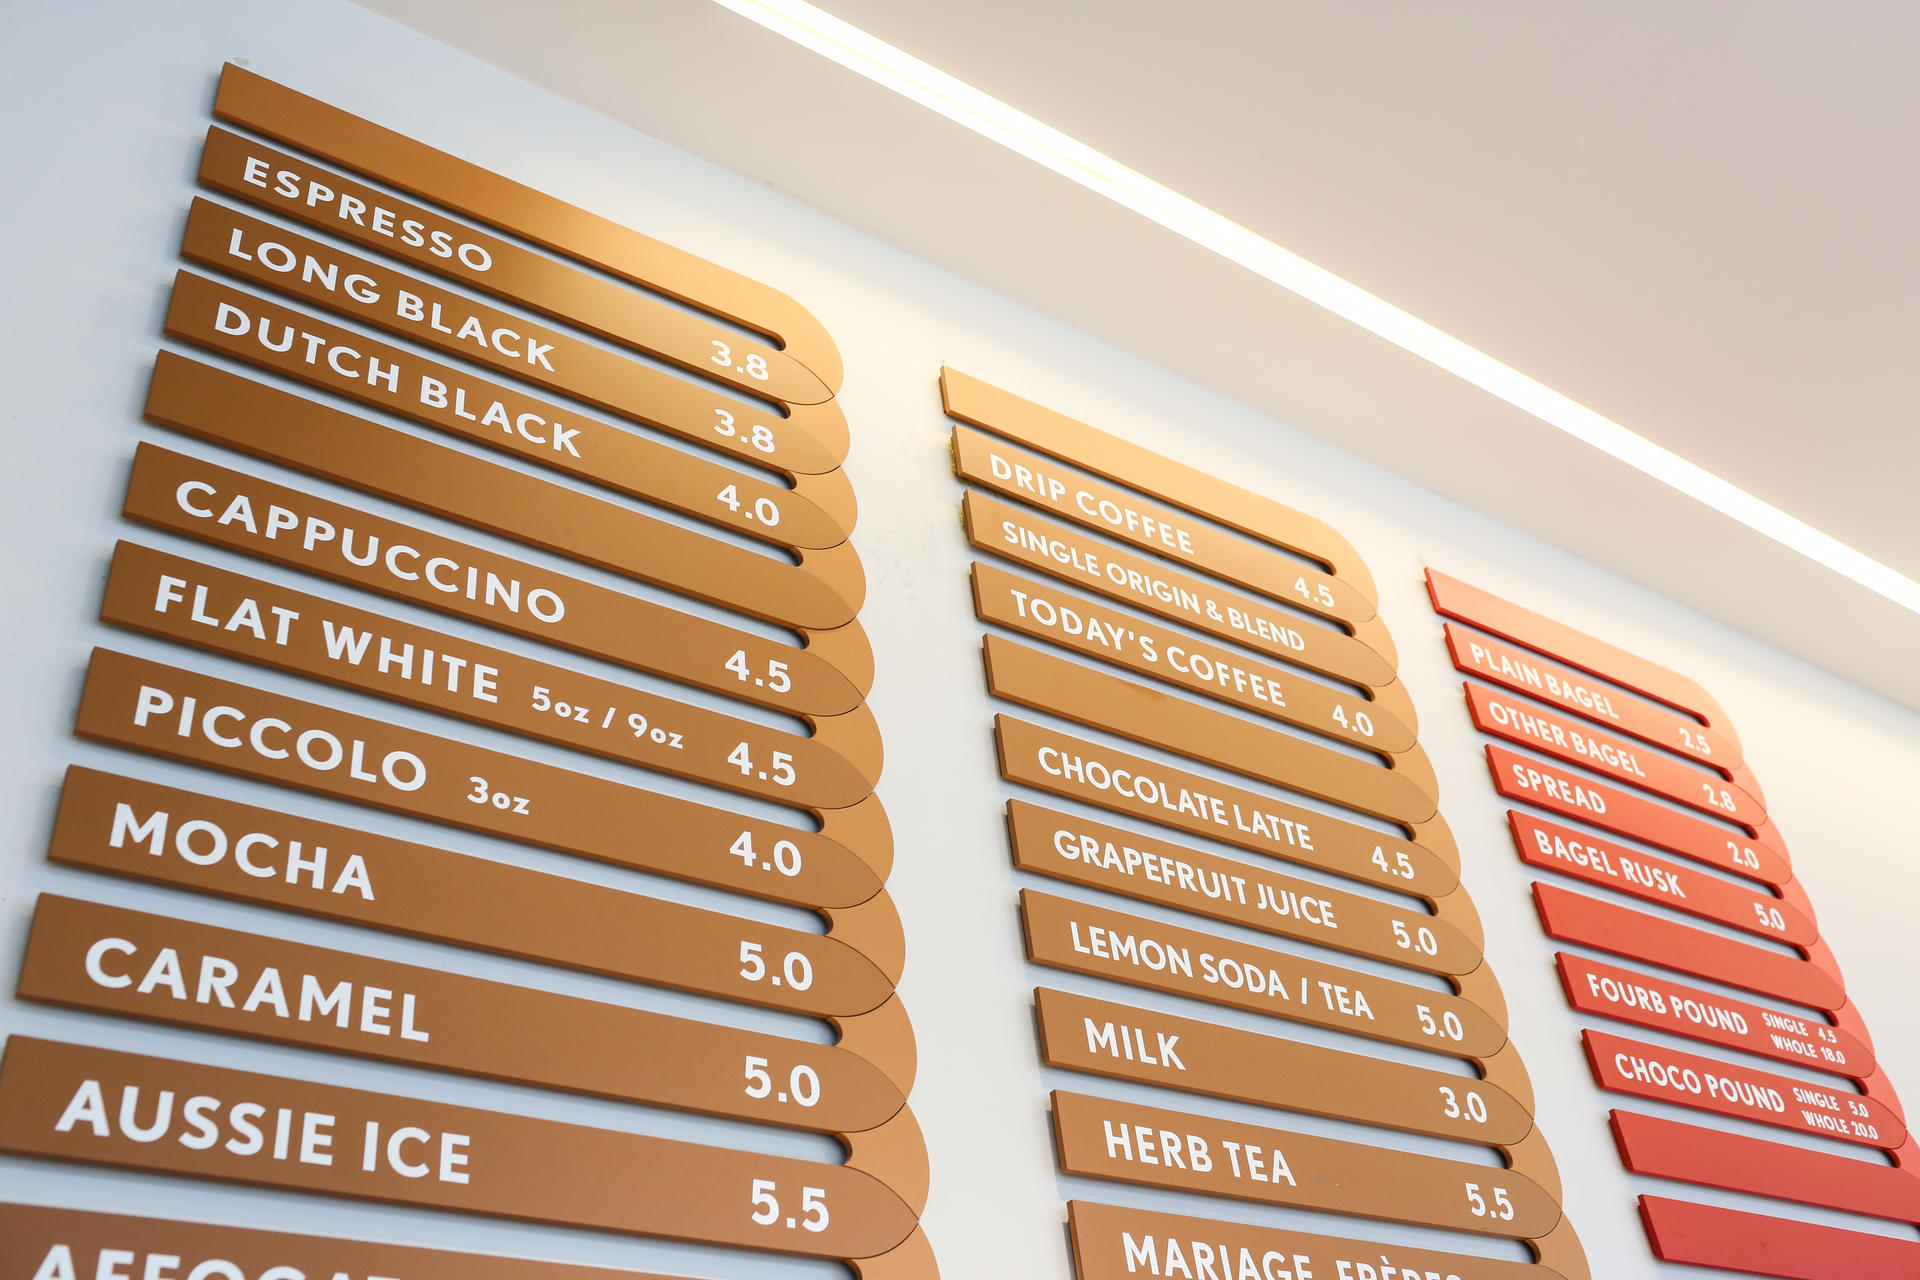 ESPRESSO 3.8
LONG BLACK 3.8
DUTCH BLACK 4.0
CAPPUCCINO 4.5
FLAT WHITE 5oz / 9oz 4.5
PICCOLO 3oz 4.0
MOCHA 5.0
CARAMEL 5.0
AUSSIE ICE 5.5
DRIP COFFEE 4.5
SINGLE ORIGIN & BLEND
TODAY'S COFFEE 4.0
CHOCOLATE LATTE 4.5
GRAPEFRUIT JUICE 5.0
LEMON SODA / TEA 5.0
MILK 3.0
HERB TEA 5.5
MARIAGE FRÈRES
PLAIN BAGEL 2.5
OTHER BAGEL 2.8
SPREAD 2.0
BAGEL RUSK 5.0
FOURB POUND SINGLE 4.5
WHOLE 18.0
CHOCO POUND SINGLE 5.0
WHOLE 20.0